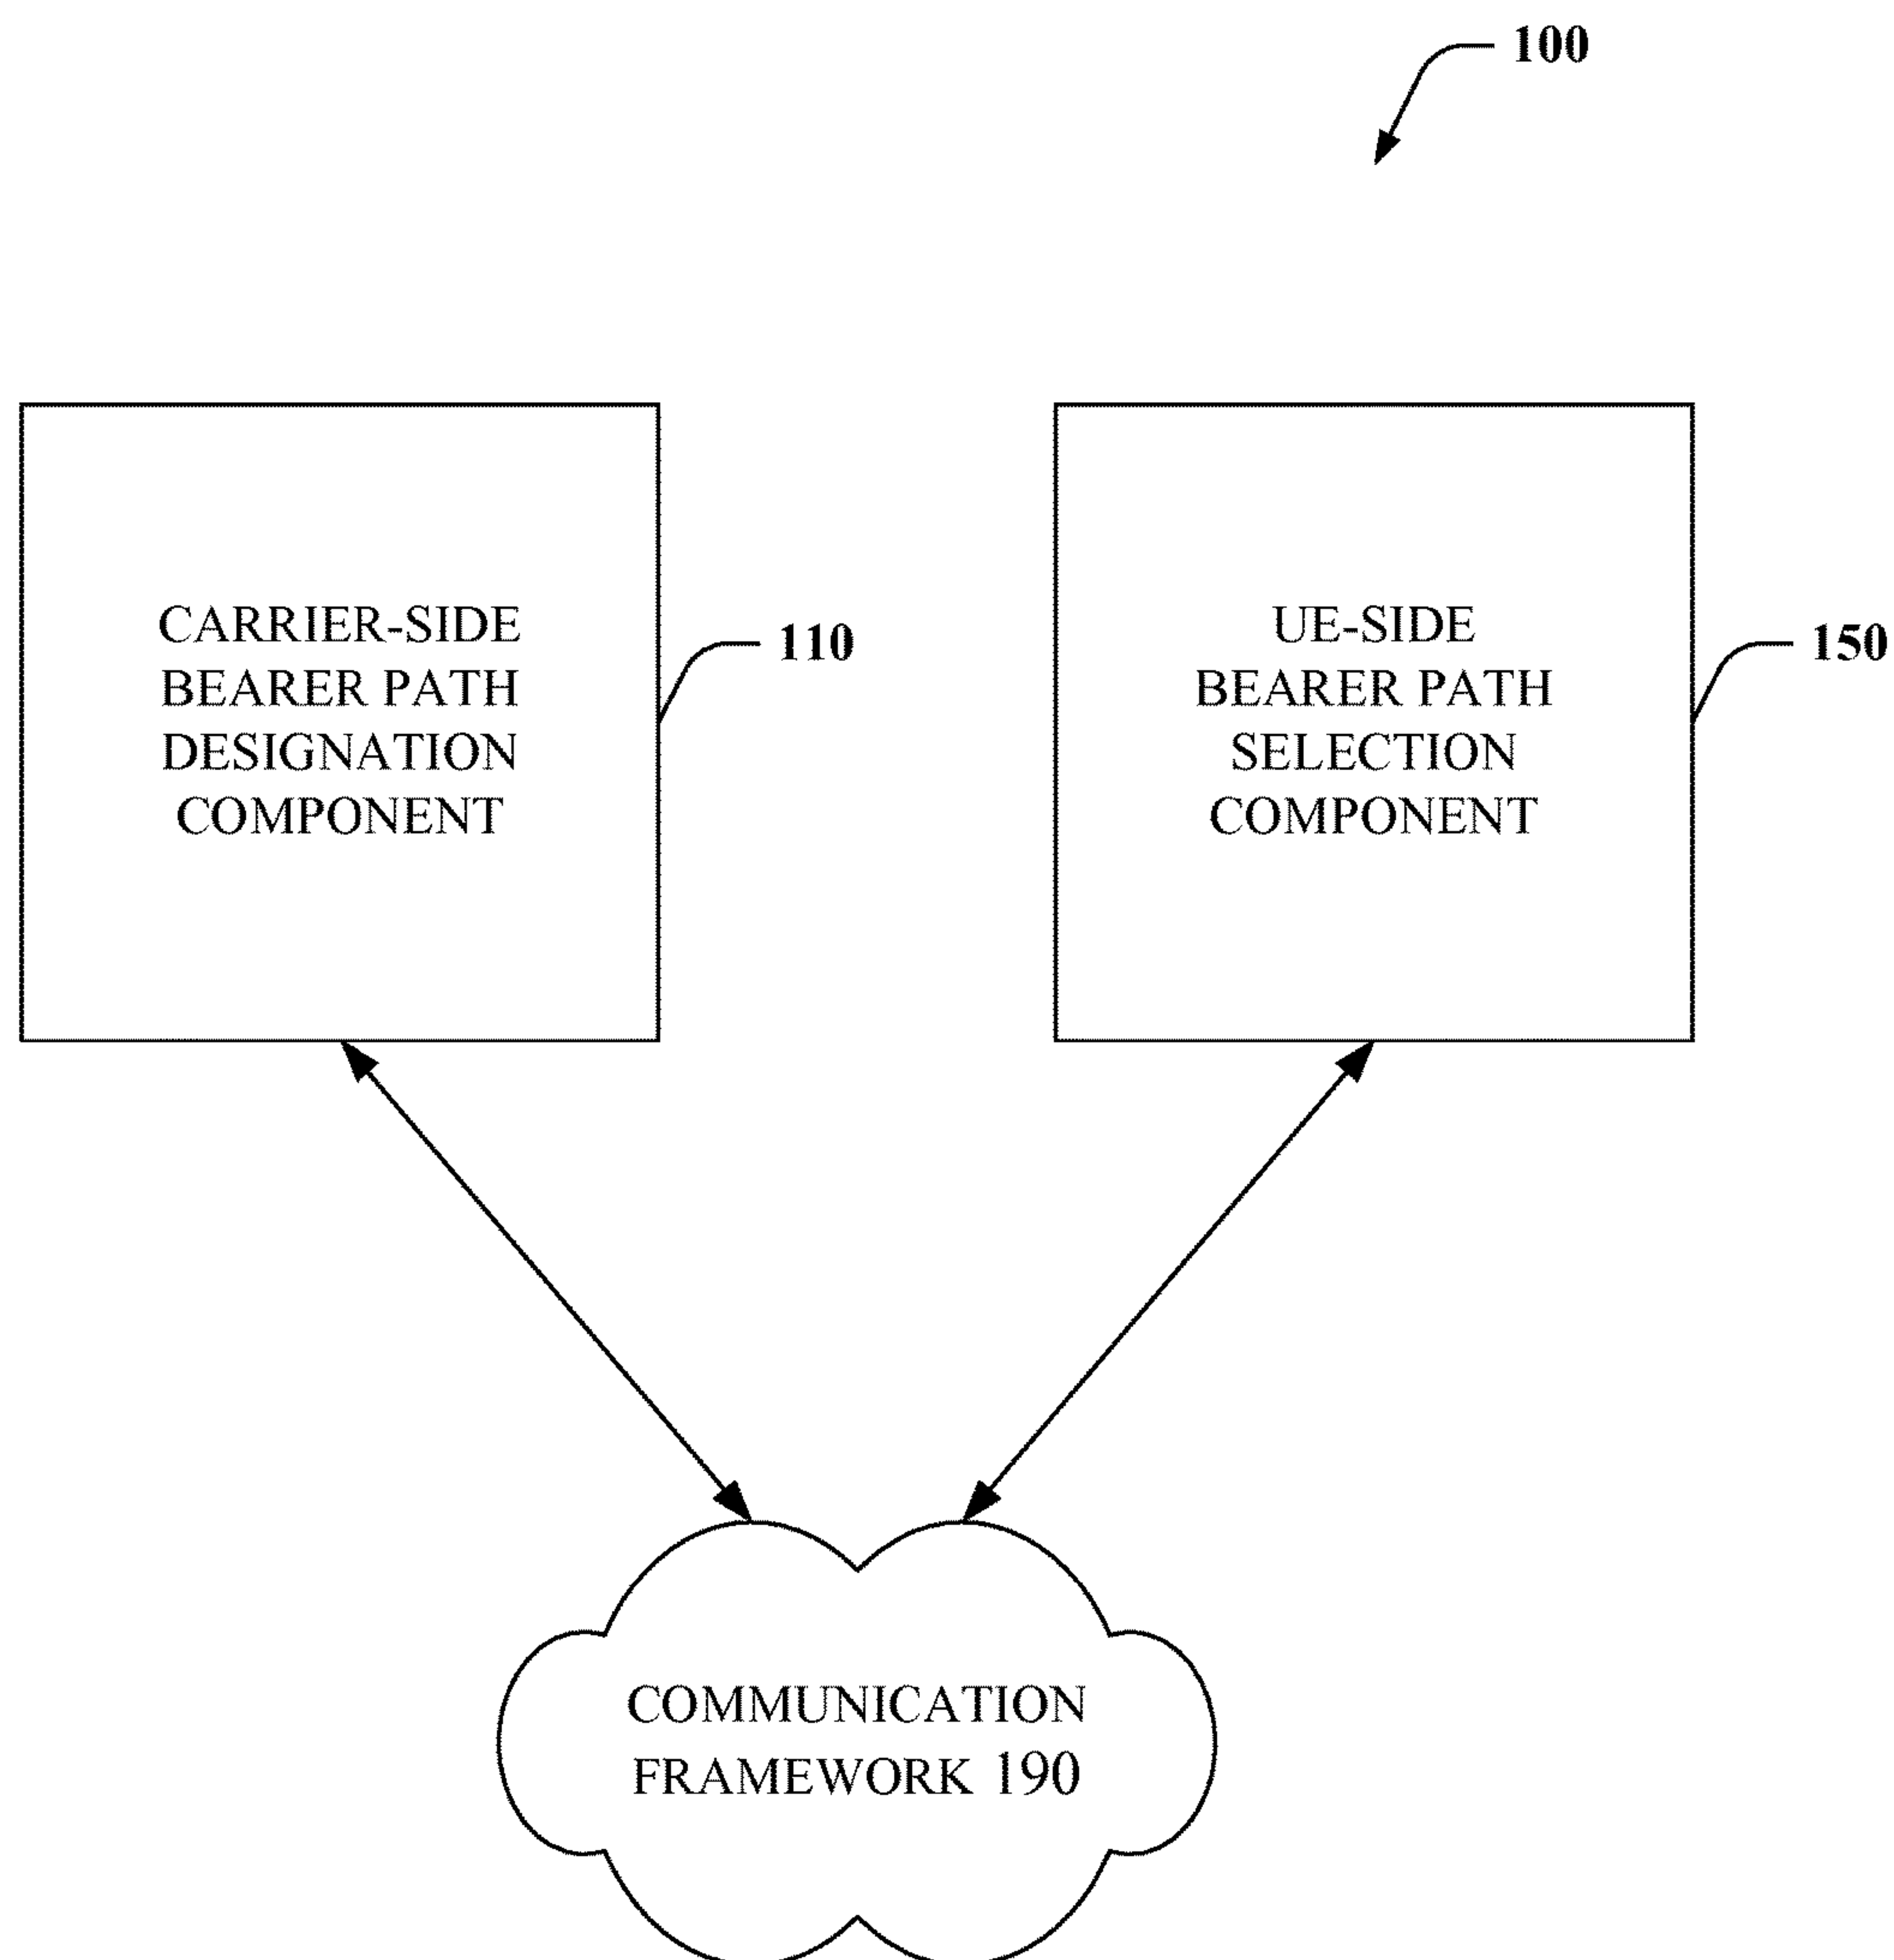 100
CARRIER-SIDE
BEARER PATH
DESIGNATION
COMPONENT
110
UE-SIDE
BEARER PATH
SELECTION
COMPONENT
150
COMMUNICATION
FRAMEWORK 190